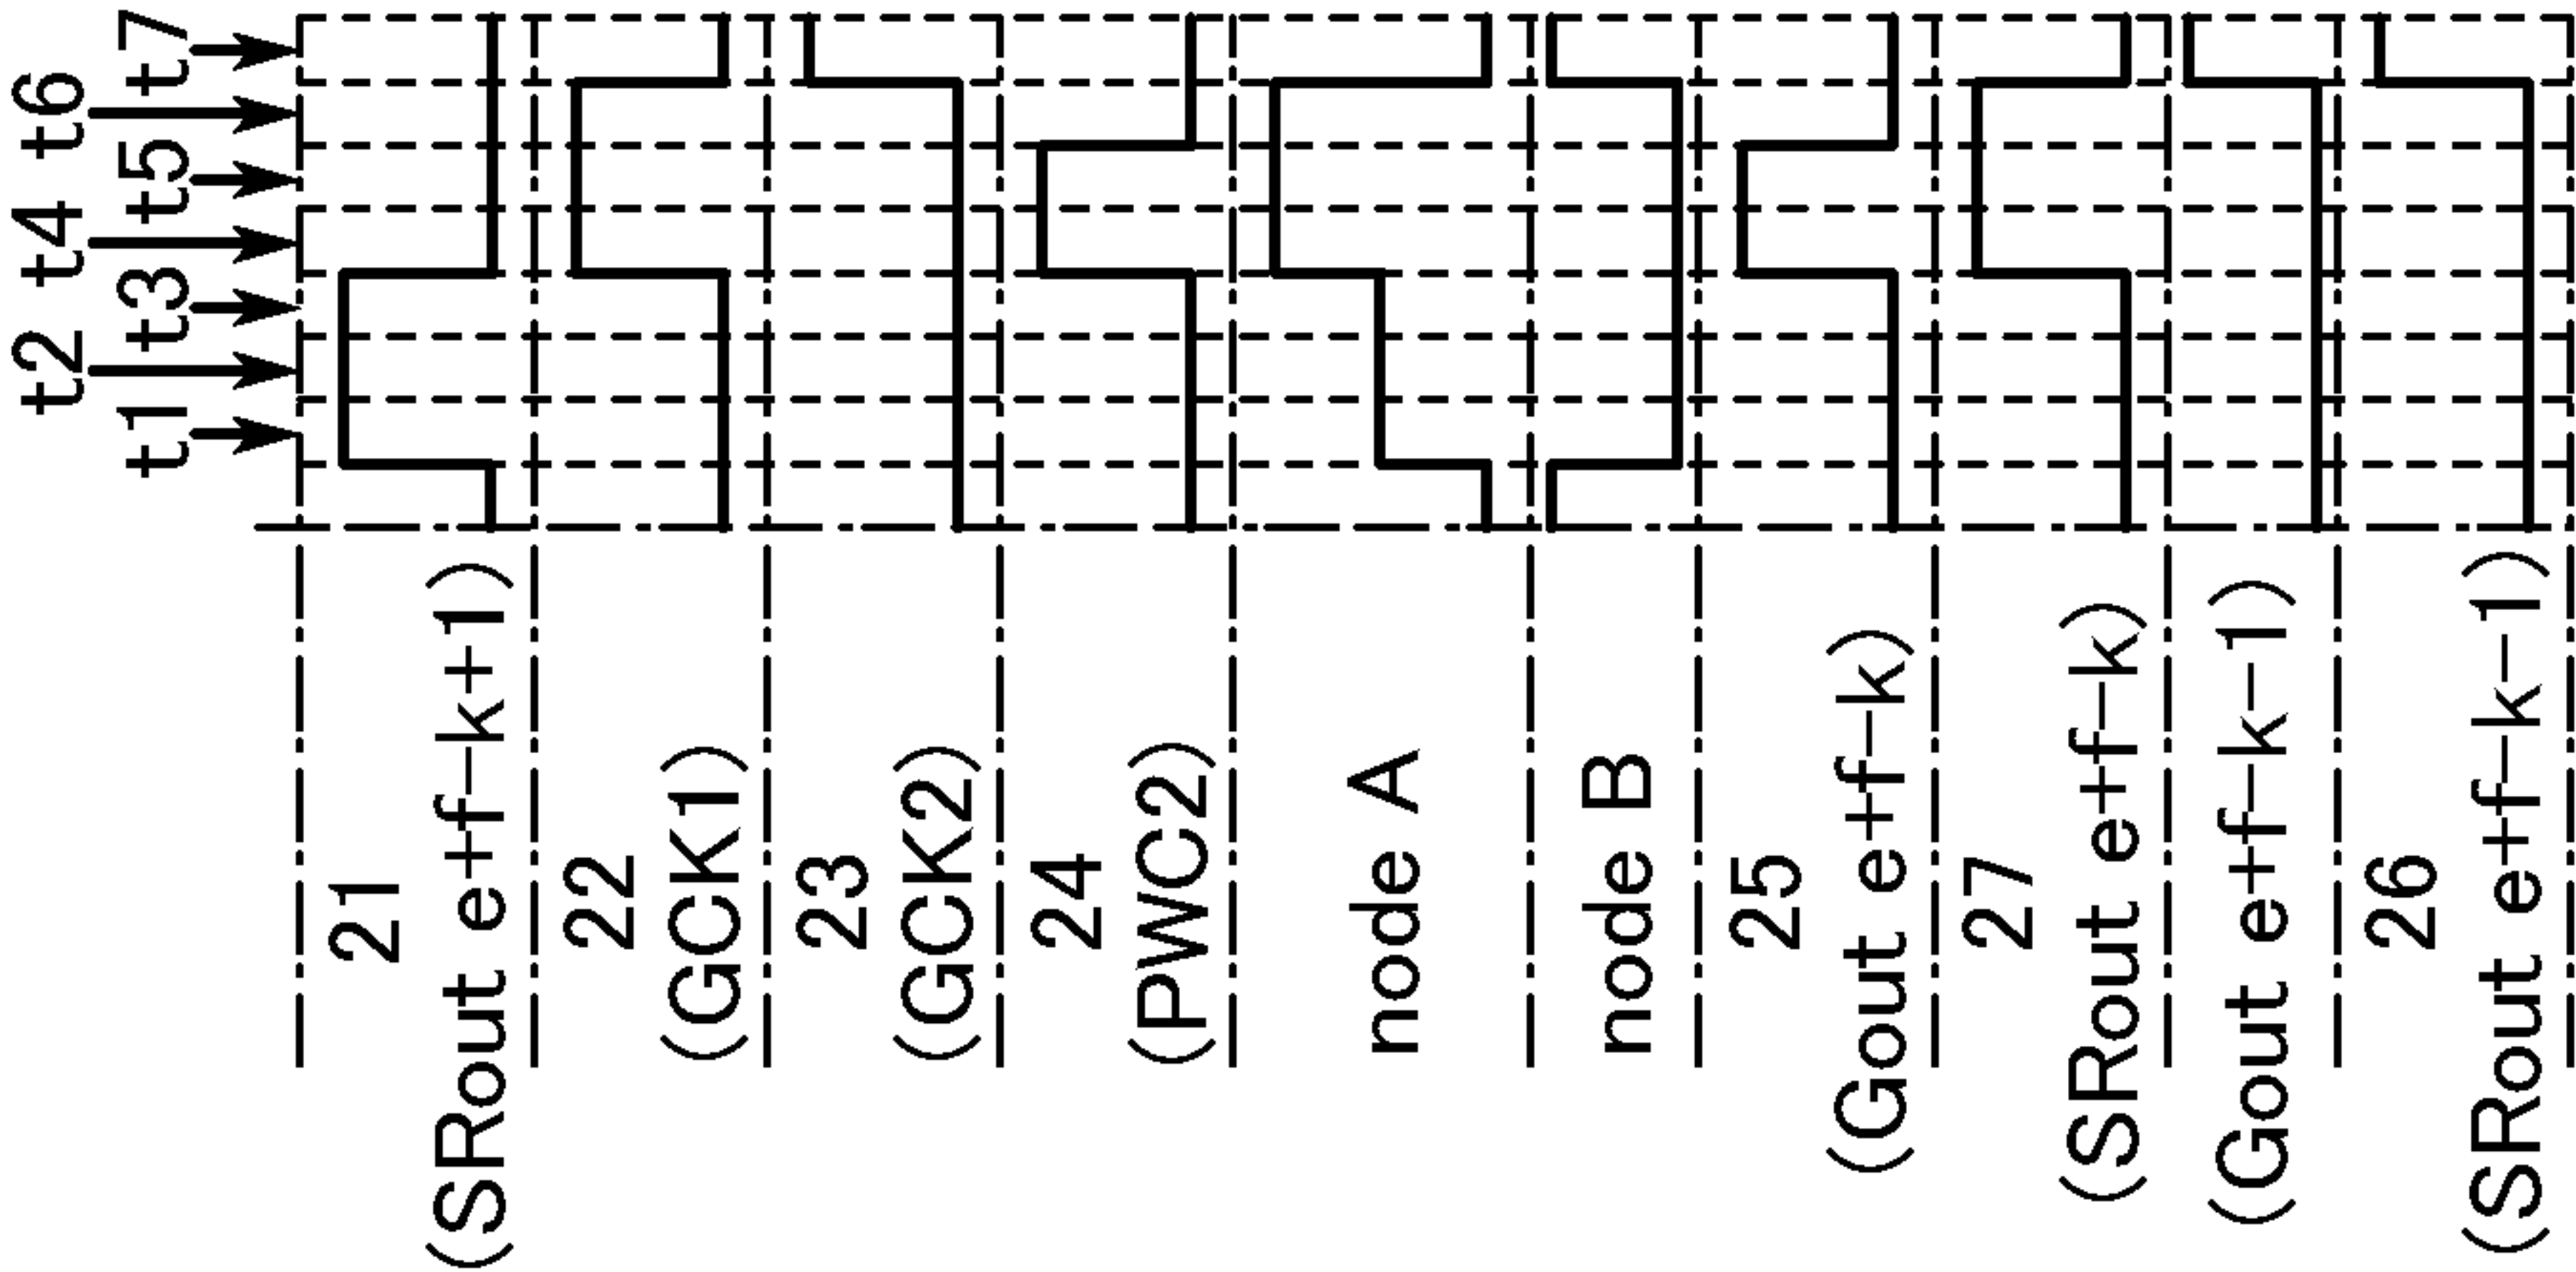 t1 t2 t3 t4 t5 t6 t7
21
(SRout e+f-k+1)
22
(GCK1)
23
(GCK2)
24
(PWC2)
node A
node B
25
(Gout e+f-k)
27
(SRout e+f-k)
(Gout e+f-k-1)
26
(SRout e+f-k-1)